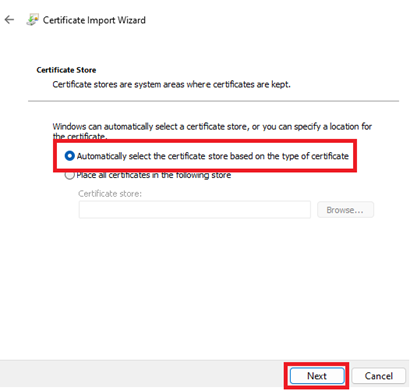 Certificate Import Wizard
Certificate Store
Certificate stores are system areas where certificates are kept.
Windows can automatically select a certificate store, or you can specify a location for
the certificate.
Automatically select the certificate store based on the type of certificate
Place all certificates in the following store
Certificate store:
Browse...
Next
Cancel